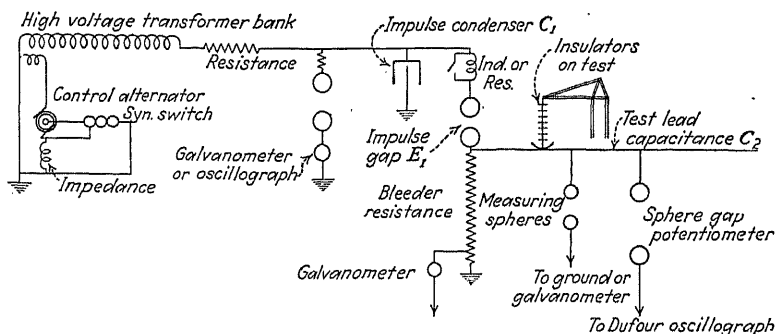 High voltage transformer bank
Resistance
Impulse condenser C₁
Ind. or
Res.
Insulators
on test
Control alternator
Syn. switch
Impedance
Galvanometer
or oscillograph
Impulse
gap E₁
Test lead
capacitance C₂
Bleeder
resistance
Measuring
spheres
Sphere gap
potentiometer
Galvanometer
To ground or
galvanometer
To Dufour oscillograph